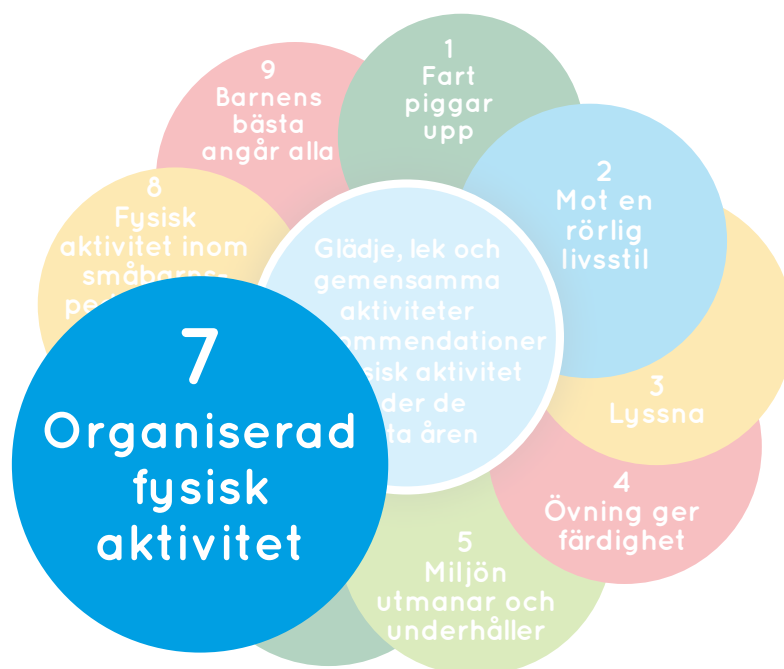 1
Fart
piggar
upp
2
Mot en
rörlig
livsstil
3
Lyssna
4
Övning ger
färdighet
5
Miljön
utmanar och
underhåller
7
Organiserad
fysisk
aktivitet
8
Fysisk
aktivitet inom
9
Barnens
bästa
angår alla
Glädje, lek och
gemensamma
aktiviteter
aktivitet
de
åren